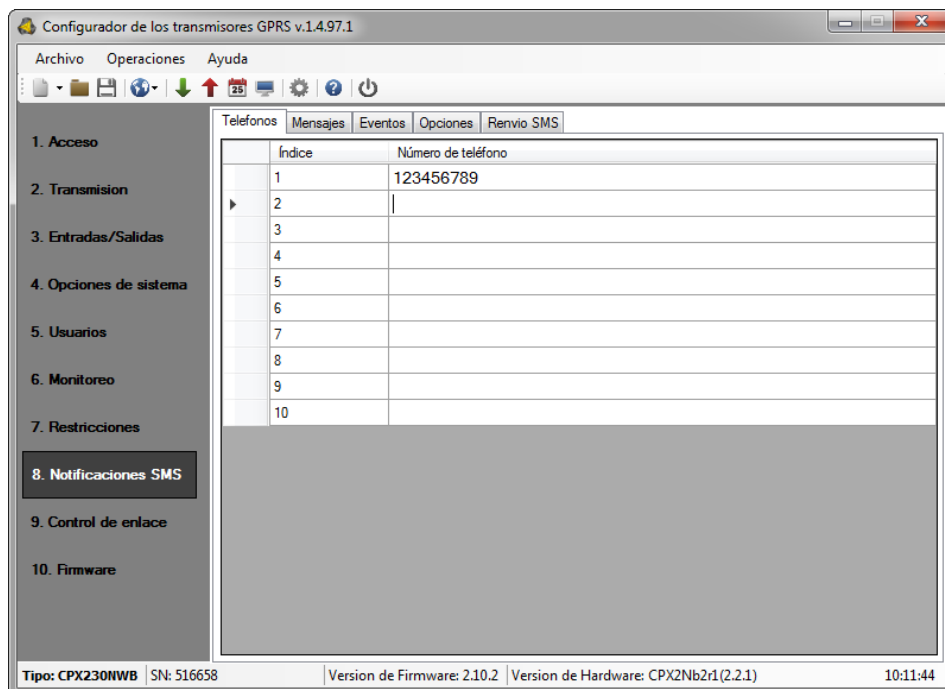 Configurador de los transmisores GPRS v.1.4.97.1
Archivo Operaciones Ayuda
25
Telefonos Mensajes Eventos Opciones Renvio SMS
1. Acceso
2. Transmision
3. Entradas/Salidas
4. Opciones de sistema
5. Usuarios
6. Monitoreo
7. Restricciones
8. Notificaciones SMS
9. Control de enlace
10. Firmware
Índice Número de teléfono
1 123456789
2
3
4
5
6
7
8
9
10
Tipo: CPX230NWB SN: 516658 Version de Firmware: 2.10.2 Version de Hardware: CPX2Nb2r1(2.2.1) 10:11:44